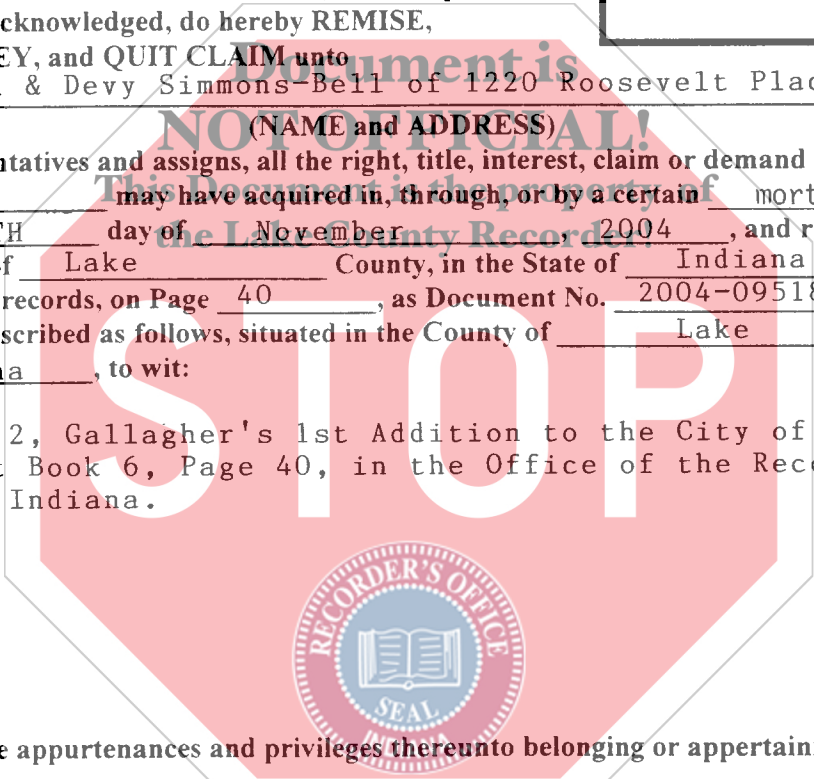 cknowledged, do hereby REMISE,
EY, and QUIT CLAIM unto
& Devy Simmons-Bell of 1220 Roosevelt Plac
Document is
(NAME and ADDRESS)
NOT OFFICIAL!
ntatives and assigns, all the right, title, interest, claim or demand
may have acquired in, through, or by a certain mort
This Document is the property of
H day of November, 2004, and r
the Lake County Recorder!
f Lake County, in the State of Indiana
records, on Page 40, as Document No. 2004-09518
scribed as follows, situated in the County of Lake
a, to wit:
STOP
2, Gallagher's 1st Addition to the City of
t Book 6, Page 40, in the Office of the Reco
Indiana.
RECORDER'S OFFICE
SEAL
INDIANA
e appurtenances and privileges thereunto belonging or appertain